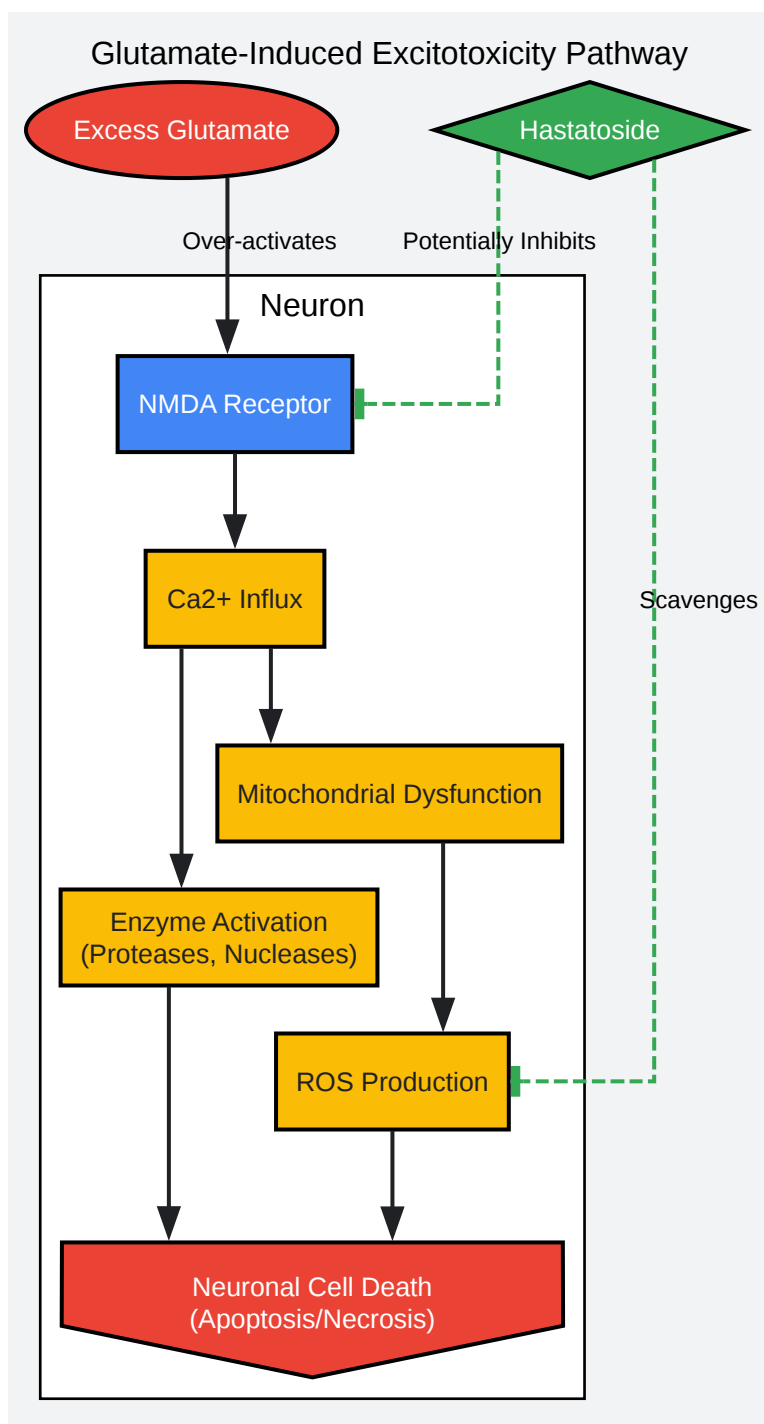 Glutamate-Induced Excitotoxicity Pathway
Excess Glutamate
Hastatoside
Over-activates
Potentially Inhibits
Neuron
NMDA Receptor
Ca2+ Influx
Scavenges
Mitochondrial Dysfunction
Enzyme Activation
(Proteases, Nucleases)
ROS Production
Neuronal Cell Death
(Apoptosis/Necrosis)